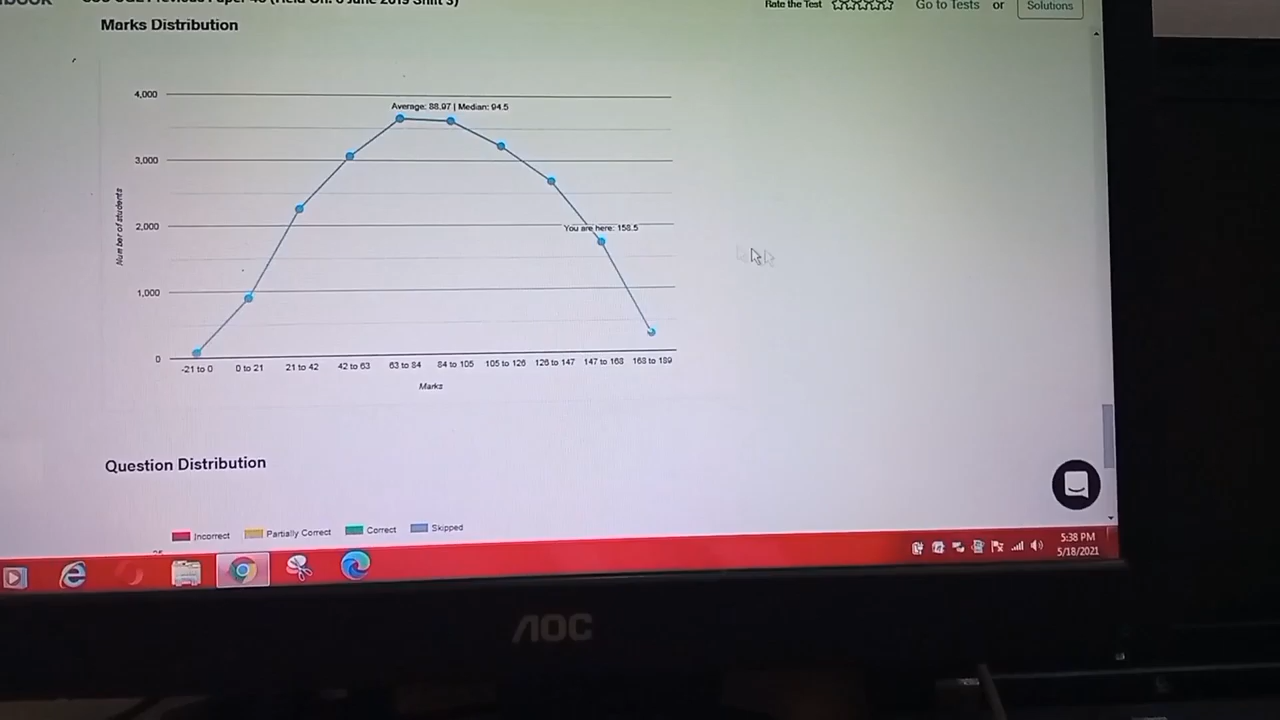 Rate the Test
Go to Tests or Solutions
Marks Distribution
4,000
Average: 88.97 | Median: 94.5
3,000
Number of students
2,000
You are here: 158.5
1,000
0
-21 to 0 0 to 21 21 to 42 42 to 63 63 to 84 84 to 105 105 to 126 126 to 147 147 to 168 168 to 189
Marks
Question Distribution
Incorrect Partially Correct Correct Skipped
5:38 PM
5/18/2021
AOC